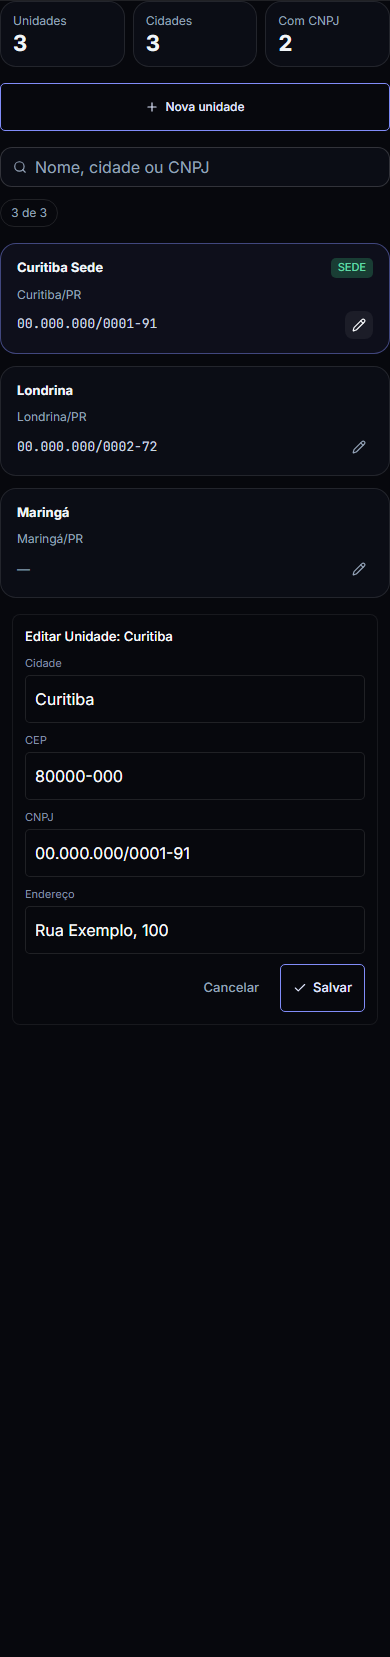 Unidades
3
Cidades
3
Com CNPJ
2
Nova unidade
Nome, cidade ou CNPJ
3 de 3
Curitiba Sede
SEDE
Curitiba/PR
00.000.000/0001-91
Londrina
Londrina/PR
00.000.000/0002-72
Maringá
Maringá/PR
—
Editar Unidade: Curitiba
Cidade
Curitiba
CEP
80000-000
CNPJ
00.000.000/0001-91
Endereço
Rua Exemplo, 100
Cancelar
Salvar